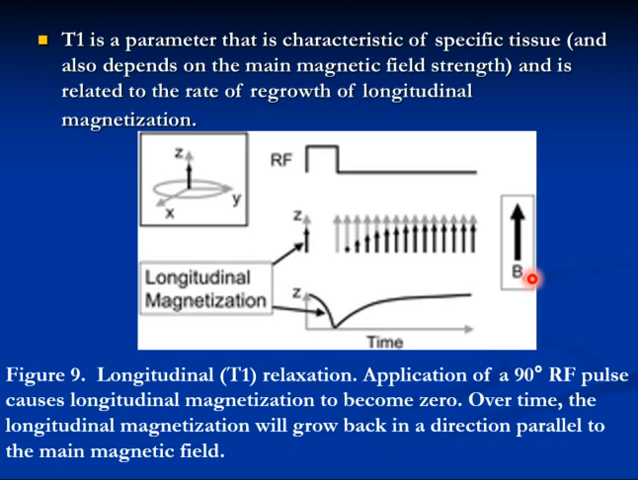 T1 is a parameter that is characteristic of specific tissue (and
also depends on the main magnetic field strength) and is
related to the rate of regrowth of longitudinal
magnetization.
z
y
x
RF
z
Longitudinal
Magnetization
z
Time
B
Figure 9. Longitudinal (T1) relaxation. Application of a 90° RF pulse
causes longitudinal magnetization to become zero. Over time, the
longitudinal magnetization will grow back in a direction parallel to
the main magnetic field.